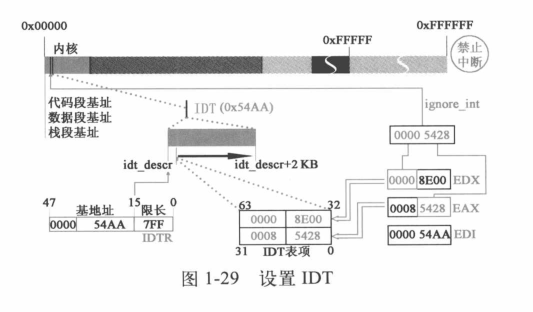 0x00000
0xFFFFF
0xFFFFFF
内核
禁止
中断
代码段基址
数据段基址
栈段基址
IDT (0x54AA)
ignore_int
0000 5428
idt_descr
idt_descr+2 KB
0000 8E00 EDX
47 15 0
基地址 限长
0000 54AA 7FF
IDTR
63 32
0000 8E00
0008 5428
31 IDT表项 0
0008 5428 EAX
0000 54AA EDI
图 1-29 设置 IDT